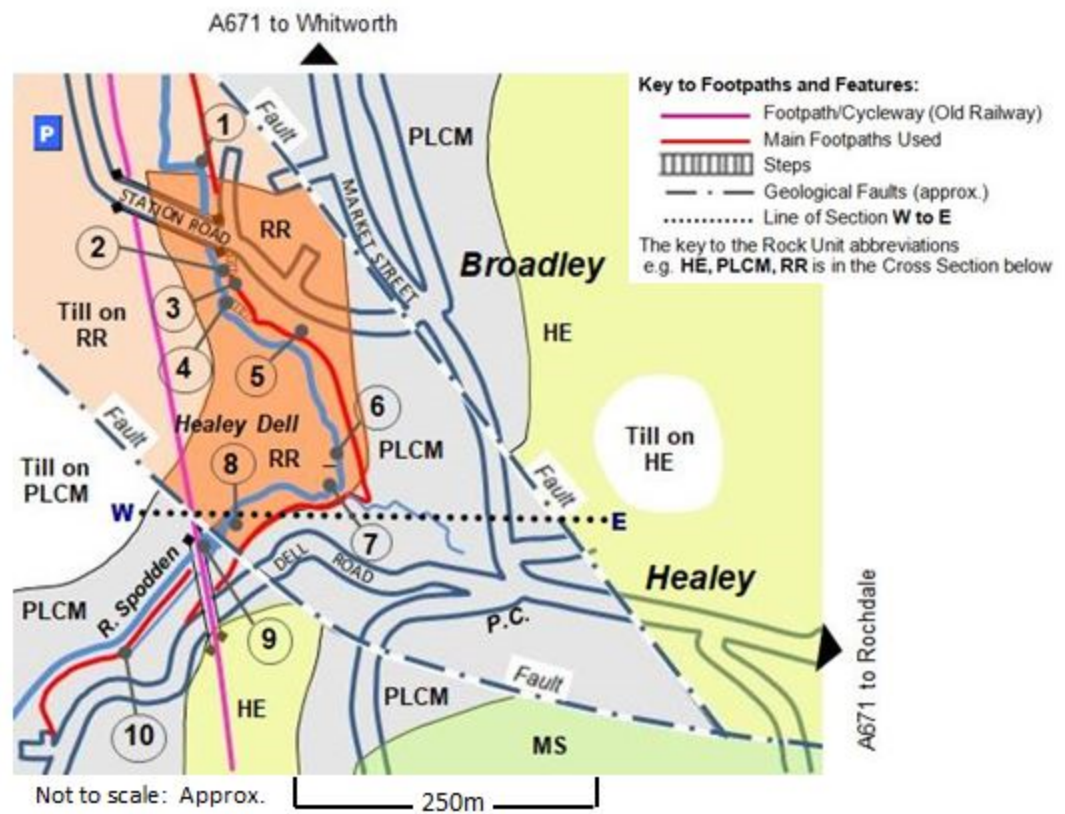 A671 to Whitworth
Key to Footpaths and Features:
Footpath/Cycleway (Old Railway)
Main Footpaths Used
Steps
Geological Faults (approx.)
Line of Section W to E
The key to the Rock Unit abbreviations
e.g. HE, PLCM, RR is in the Cross Section below
P
1
Fault
PLCM
STATION ROAD
RR
MARKET STREET
2
Broadley
3
Till on
RR
HE
4
5
6
Fault
Healey Dell
PLCM
Till on
HE
8
RR
Till on
PLCM
Fault
W
E
7
DELL ROAD
R. Spodden
Healey
PLCM
P.C.
9
A671 to Rochdale
Fault
PLCM
HE
10
MS
Not to scale: Approx.
250m